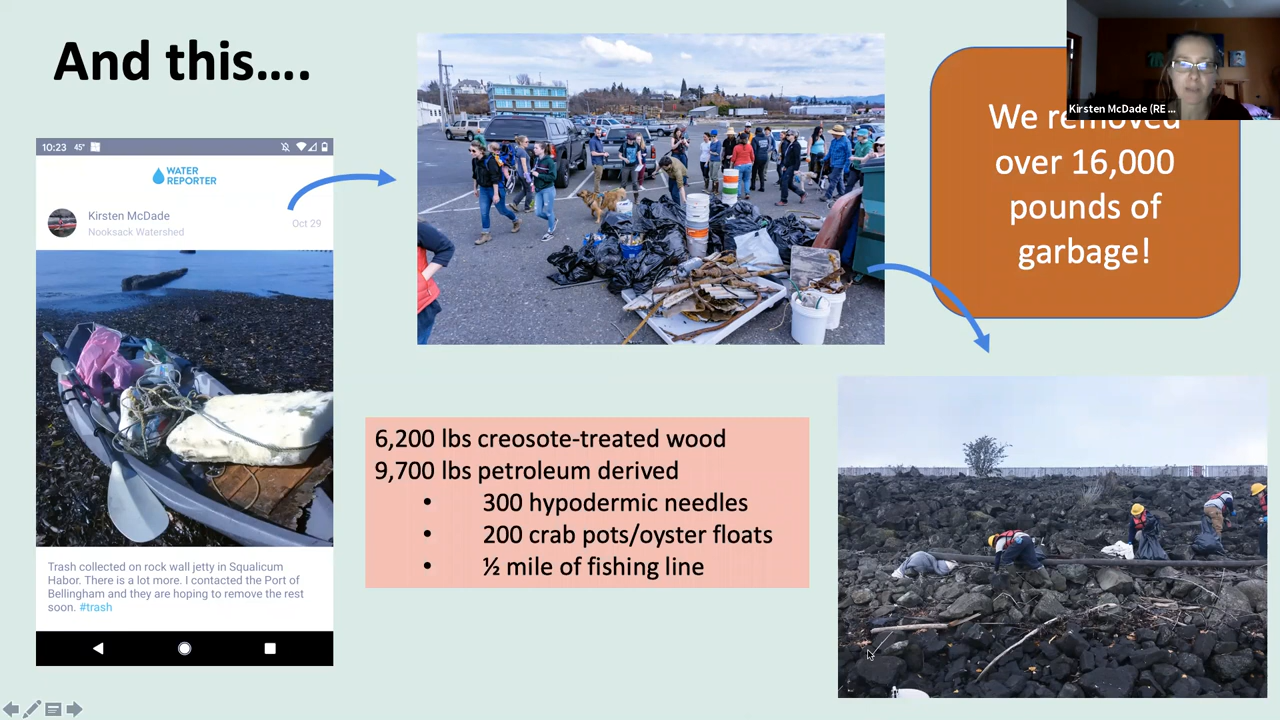 And this....
10:23 45°
WATER
REPORTER
Kirsten McDade
Nooksack Watershed
Oct 29
Trash collected on rock wall jetty in Squalicum
Habor. There is a lot more. I contacted the Port of
Bellingham and they are hoping to remove the rest
soon. #trash
6,200 lbs creosote-treated wood
9,700 lbs petroleum derived
• 300 hypodermic needles
• 200 crab pots/oyster floats
• ½ mile of fishing line
Kirsten McDade (RE ...
We removed
over 16,000
pounds of
garbage!